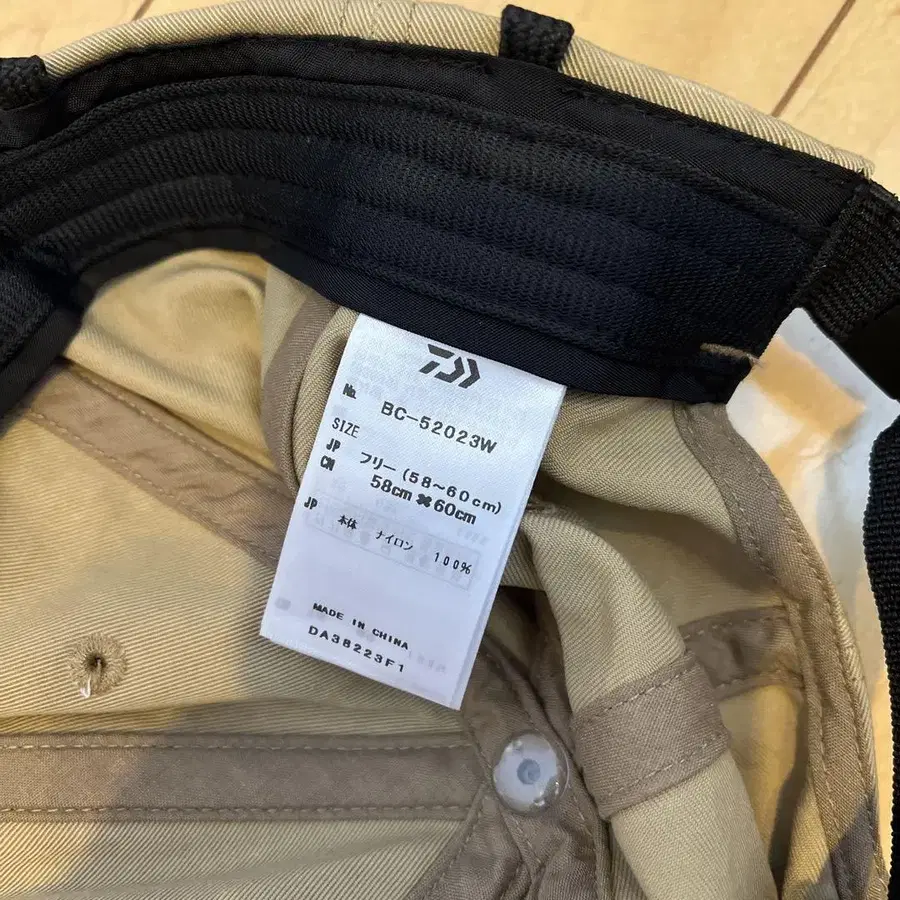 No. BC-52023W
SIZE
JP フリー(58〜60cm)
CN 58cm✖60cm
JP 本体 ナイロン 100%
MADE IN CHINA
DA38223F1